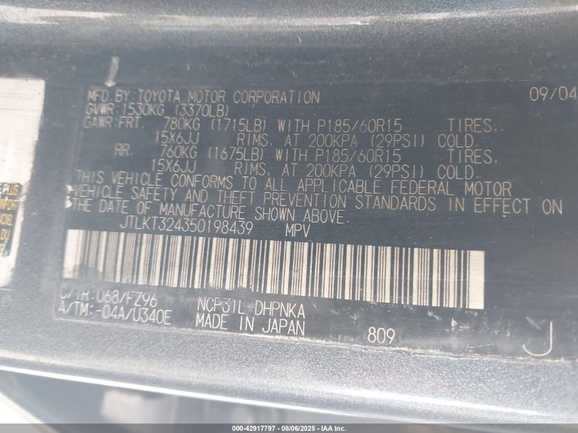 MFD.BY TOYOTA MOTOR CORPORATION 09/04
GVWR 1530KG (3370LB)
GAWR FRT. 780KG (1715LB) WITH P185/60R15 TIRES,
15X6JJ RIMS, AT 200KPA (29PSI) COLD.
RR. 760KG (1675LB) WITH P185/60R15 TIRES,
15X6JJ RIMS, AT 200KPA (29PSI) COLD.
THIS VEHICLE CONFORMS TO ALL APPLICABLE FEDERAL MOTOR
VEHICLE SAFETY AND THEFT PREVENTION STANDARDS IN EFFECT ON
THE DATE OF MANUFACTURE SHOWN ABOVE.
JTLKT324350198439 MPV
C/TR:U68/FZ96 NCP31L-DHPNKA
A/TM:-04A/U340E MADE IN JAPAN 809 J
000-42917797 - 08/06/2025 - IAAI, Inc.